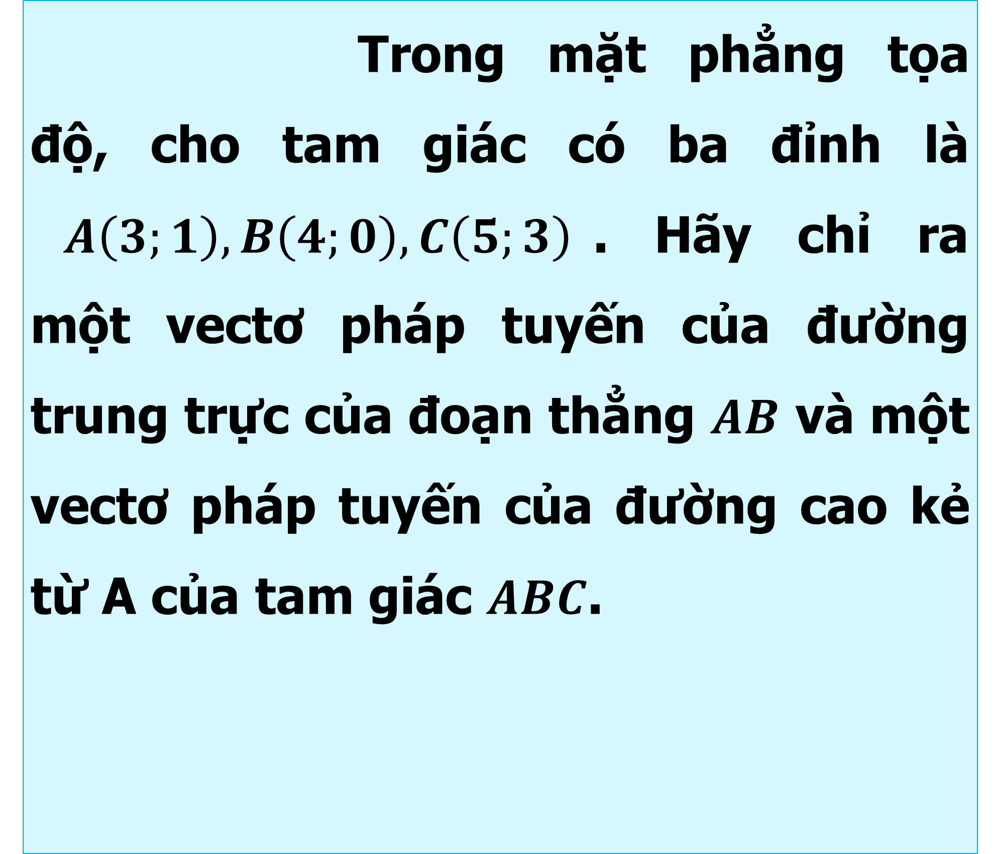 Trong mặt phẳng tọa
độ, cho tam giác có ba đỉnh là
A(3; 1), B(4; 0), C(5; 3) . Hãy chỉ ra
một vectơ pháp tuyến của đường
trung trực của đoạn thẳng AB và một
vectơ pháp tuyến của đường cao kẻ
từ A của tam giác ABC.